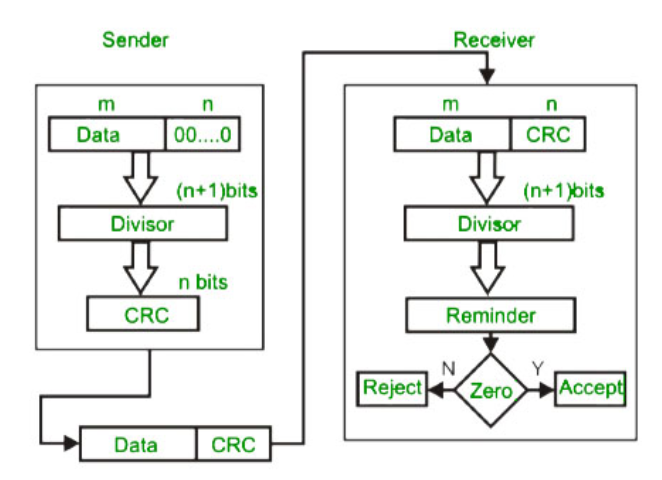 Sender
m n
Data 00....0
(n+1)bits
Divisor
n bits
CRC
Data CRC
Receiver
m n
Data CRC
(n+1)bits
Divisor
Reminder
N Y
Reject Zero Accept